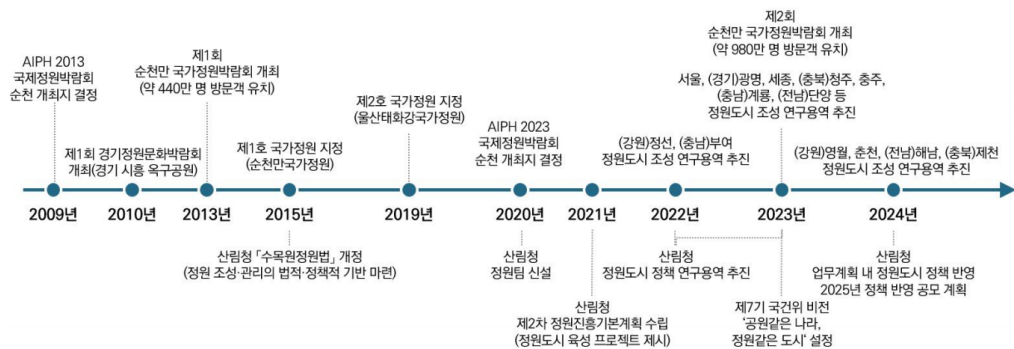 AIPH 2013
국제정원박람회
순천 개최지 결정
제1회 경기정원문화박람회
개최(경기 시흥 옥구공원)
제1회
순천만 국가정원박람회 개최
(약 440만 명 방문객 유치)
제1호 국가정원 지정
(순천만국가정원)
제2호 국가정원 지정
(울산태화강국가정원)
AIPH 2023
국제정원박람회
순천 개최지 결정
(강원)정선, (충남)부여
정원도시 조성 연구용역 추진
제2회
순천만 국가정원박람회 개최
(약 980만 명 방문객 유치)
서울, (경기)광명, 세종, (충북)청주, 충주,
(충남)계룡, (전남)단양 등
정원도시 조성 연구용역 추진
(강원)영월, 춘천, (전남)해남, (충북)제천
정원도시 조성 연구용역 추진
2009년
2010년
2013년
2015년
2019년
2020년
2021년
2022년
2023년
2024년
산림청 「수목원정원법」 개정
(정원 조성·관리의 법적·정책적 기반 마련)
산림청
정원팀 신설
산림청
제2차 정원진흥기본계획 수립
(정원도시 육성 프로젝트 제시)
산림청
정원도시 정책 연구용역 추진
제7기 국건위 비전
'공원같은 나라,
정원같은 도시' 설정
산림청
업무계획 내 정원도시 정책 반영
2025년 정책 반영 공모 계획